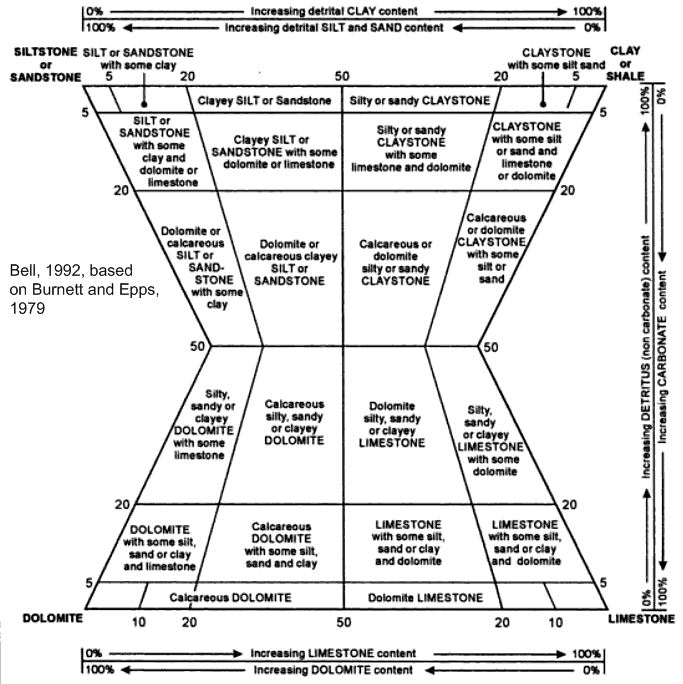 0% Increasing detrital CLAY content 100%
100% Increasing detrital SILT and SAND content 0%
SILTSTONE
or
SANDSTONE
SILT or SANDSTONE
with some clay
CLAYSTONE
with some silt sand
CLAY
or
SHALE
5 20 50 20 5
Clayey SILT or Sandstone
Silty or sandy CLAYSTONE
5
5
SILT or
SANDSTONE
with some
clay and
dolomite or
limestone
Clayey SILT or
SANDSTONE with some
dolomite or limestone
Silty or sandy
CLAYSTONE
with some
limestone and dolomite
CLAYSTONE
with some silt
or sand and
limestone
or dolomite
20
20
Dolomite or
calcareous
SILT or
SAND-
STONE
with some
clay
Dolomite or
calcareous clayey
SILT or
SANDSTONE
Calcareous or
dolomite
silty or sandy
CLAYSTONE
Calcareous
or dolomite
CLAYSTONE
with some
silt or
sand
Bell, 1992, based
on Burnett and Epps,
1979
50
50
Silty,
sandy or
clayey
DOLOMITE
with some
limestone
Calcareous
silty, sandy
or clayey
DOLOMITE
Dolomite
silty, sandy
or clayey
LIMESTONE
Silty,
sandy
or clayey
LIMESTONE
with some
dolomite
20
20
DOLOMITE
with some silt,
sand or clay
and limestone
Calcareous
DOLOMITE
with some silt,
sand and clay
LIMESTONE
with some silt,
sand or clay
and dolomite
LIMESTONE
with some silt,
sand or clay
and dolomite
5
5
Calcareous DOLOMITE
Dolomite LIMESTONE
DOLOMITE
10 20 50 20 10
LIMESTONE
0% Increasing LIMESTONE content 100%
100% Increasing DOLOMITE content 0%
0% Increasing DETRITUS (non carbonate) content 100%
0% Increasing CARBONATE content 100%